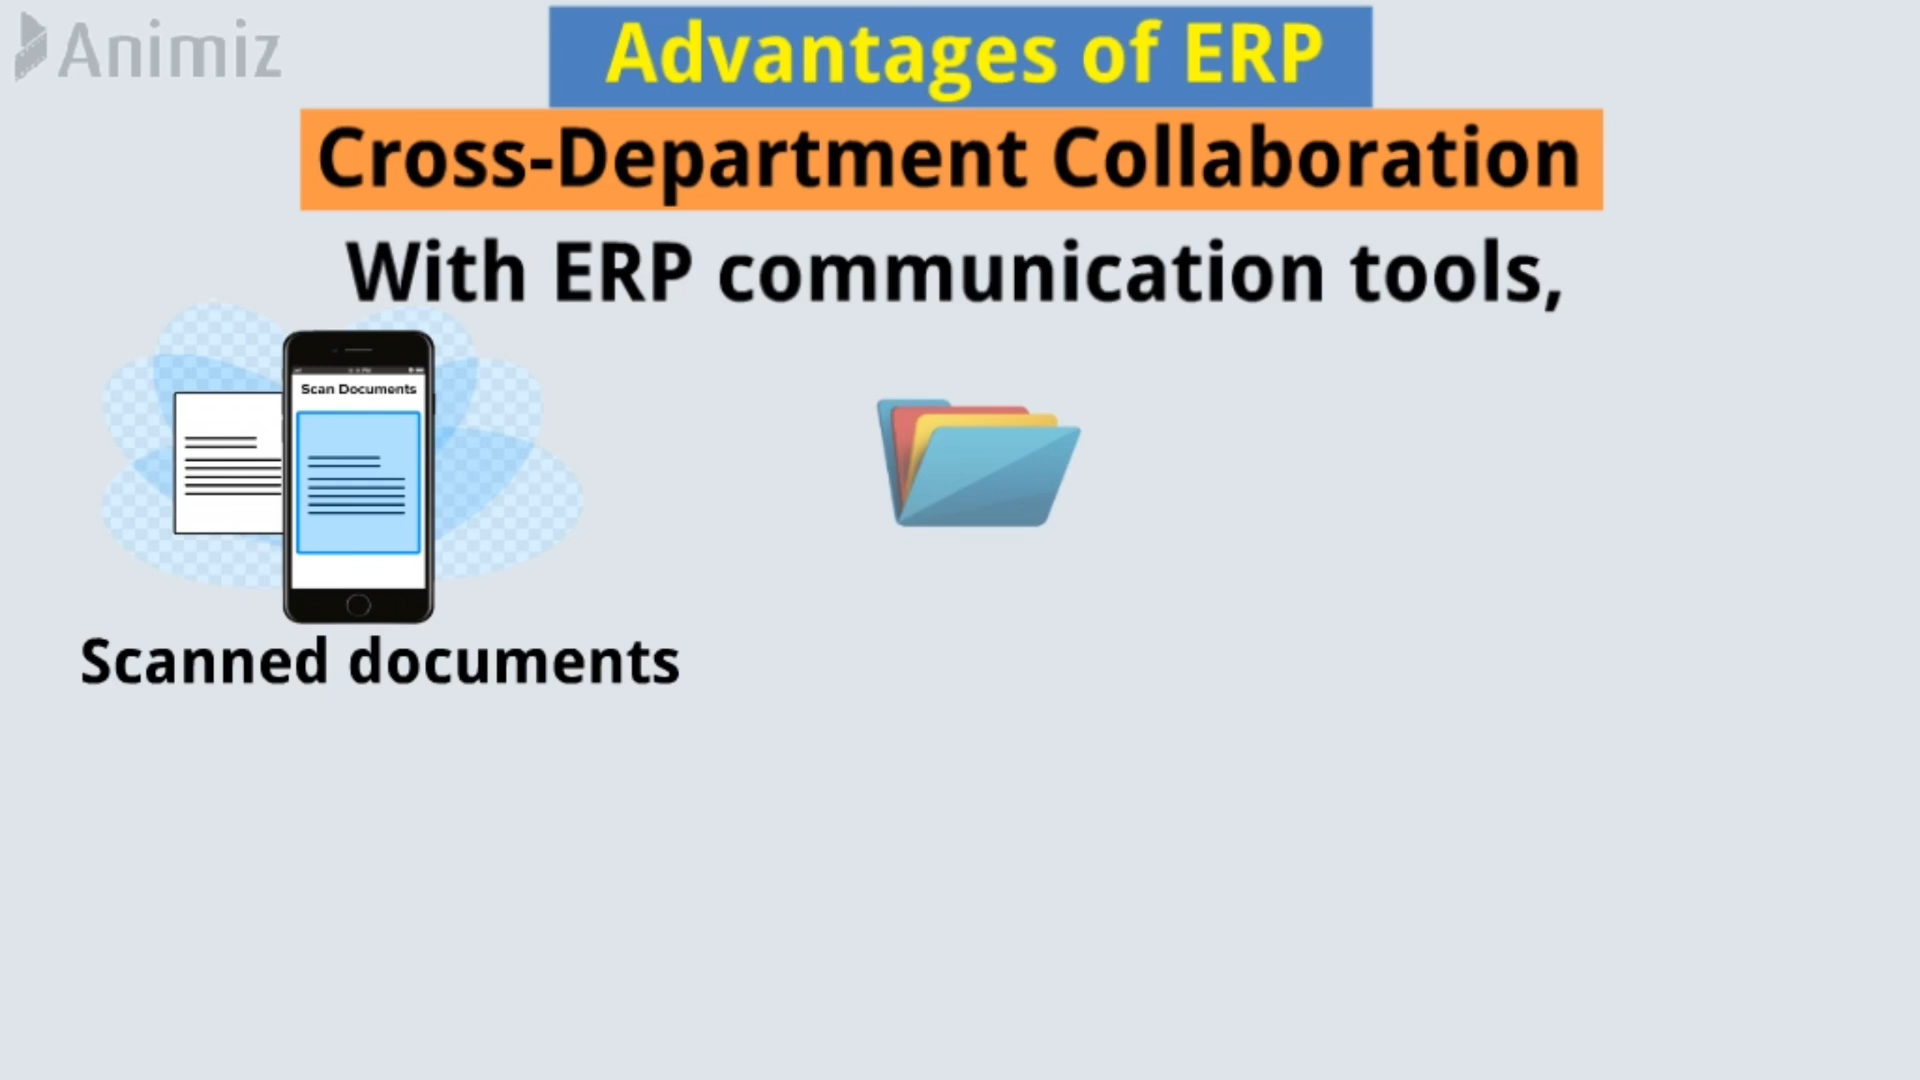 Animiz
Advantages of ERP
Cross-Department Collaboration
With ERP communication tools,
Scan Documents
Scanned documents